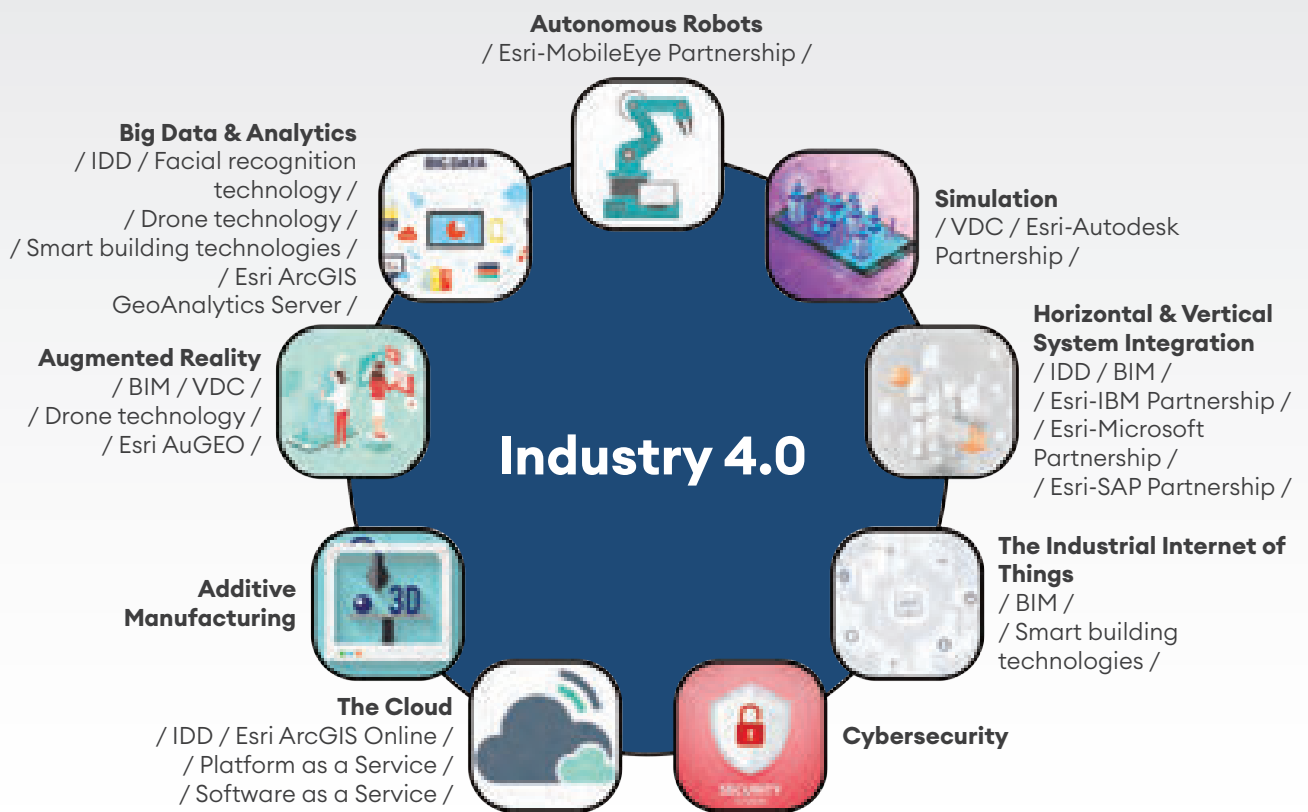 Autonomous Robots
/ Esri-MobileEye Partnership /
Big Data & Analytics
/ IDD / Facial recognition
technology /
/ Drone technology /
/ Smart building technologies /
/ Esri ArcGIS
GeoAnalytics Server /
BIG DATA
Simulation
/ VDC / Esri-Autodesk
Partnership /
Horizontal & Vertical
System Integration
/ IDD / BIM /
/ Esri-IBM Partnership /
/ Esri-Microsoft
Partnership /
/ Esri-SAP Partnership /
Augmented Reality
/ BIM / VDC /
/ Drone technology /
/ Esri AuGEO /
Industry 4.0
The Industrial Internet of
Things
/ BIM /
/ Smart building
technologies /
Additive
Manufacturing
3D
The Cloud
/ IDD / Esri ArcGIS Online /
/ Platform as a Service /
/ Software as a Service /
SECURITY
Cybersecurity